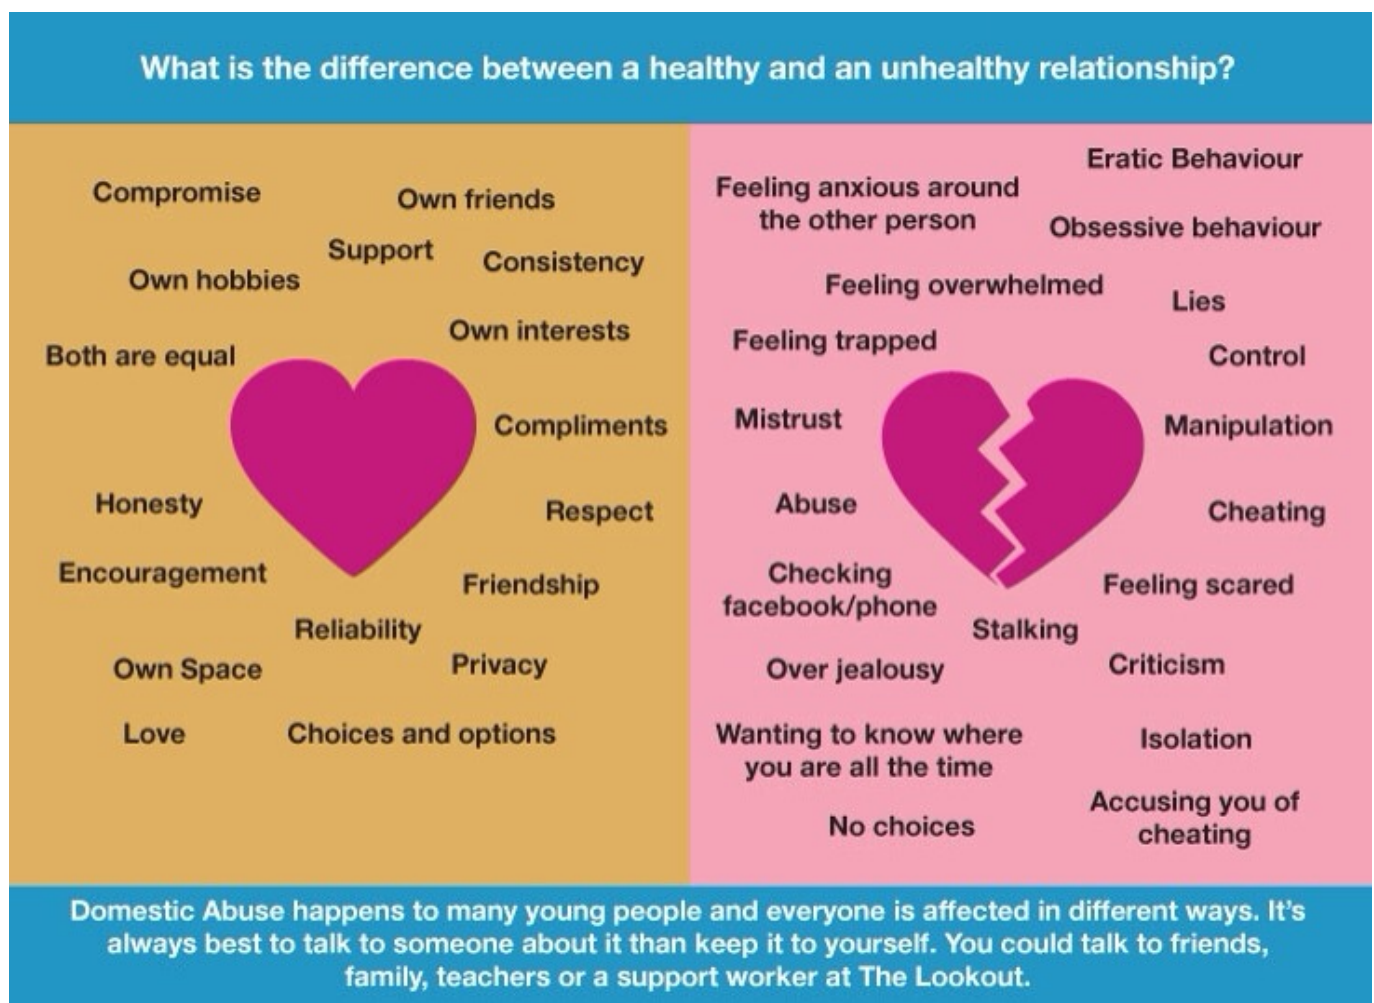 What is the difference between a healthy and an unhealthy relationship?
Compromise
Own friends
Support
Consistency
Own hobbies
Own interests
Both are equal
Compliments
Honesty
Respect
Encouragement
Friendship
Reliability
Own Space
Privacy
Love
Choices and options
Eratic Behaviour
Feeling anxious around
the other person
Obsessive behaviour
Feeling overwhelmed
Lies
Feeling trapped
Control
Mistrust
Manipulation
Abuse
Cheating
Checking
facebook/phone
Feeling scared
Stalking
Over jealousy
Criticism
Wanting to know where
you are all the time
Isolation
No choices
Accusing you of
cheating
Domestic Abuse happens to many young people and everyone is affected in different ways. It's
always best to talk to someone about it than keep it to yourself. You could talk to friends,
family, teachers or a support worker at The Lookout.